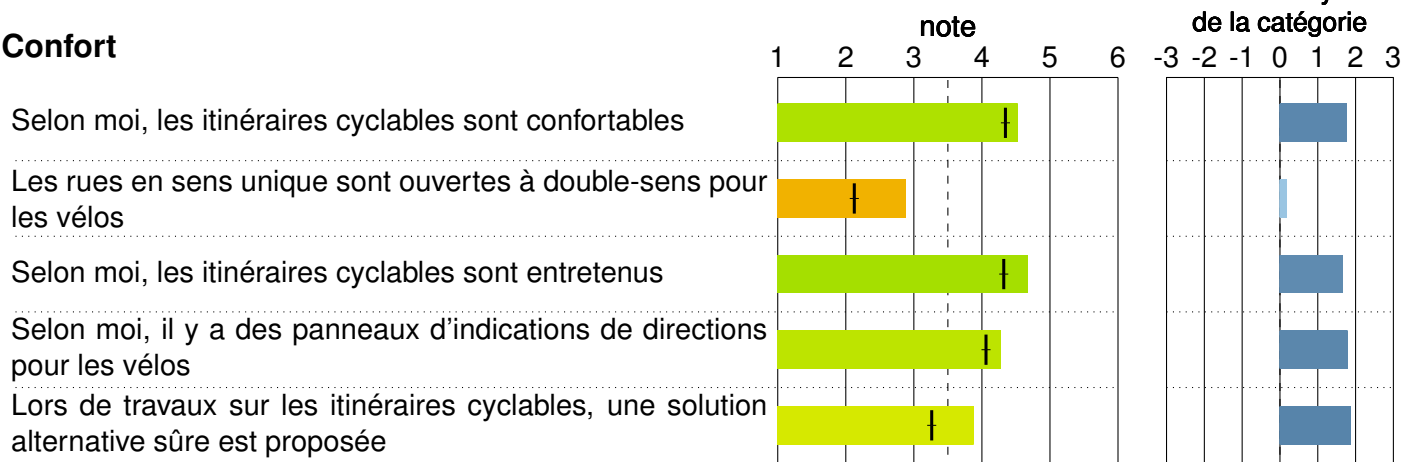 note
de la catégorie
Confort
1 2 3 4 5 6
-3 -2 -1 0 1 2 3
Selon moi, les itinéraires cyclables sont confortables
Les rues en sens unique sont ouvertes à double-sens pour
les vélos
Selon moi, les itinéraires cyclables sont entretenus
Selon moi, il y a des panneaux d'indications de directions
pour les vélos
Lors de travaux sur les itinéraires cyclables, une solution
alternative sûre est proposée